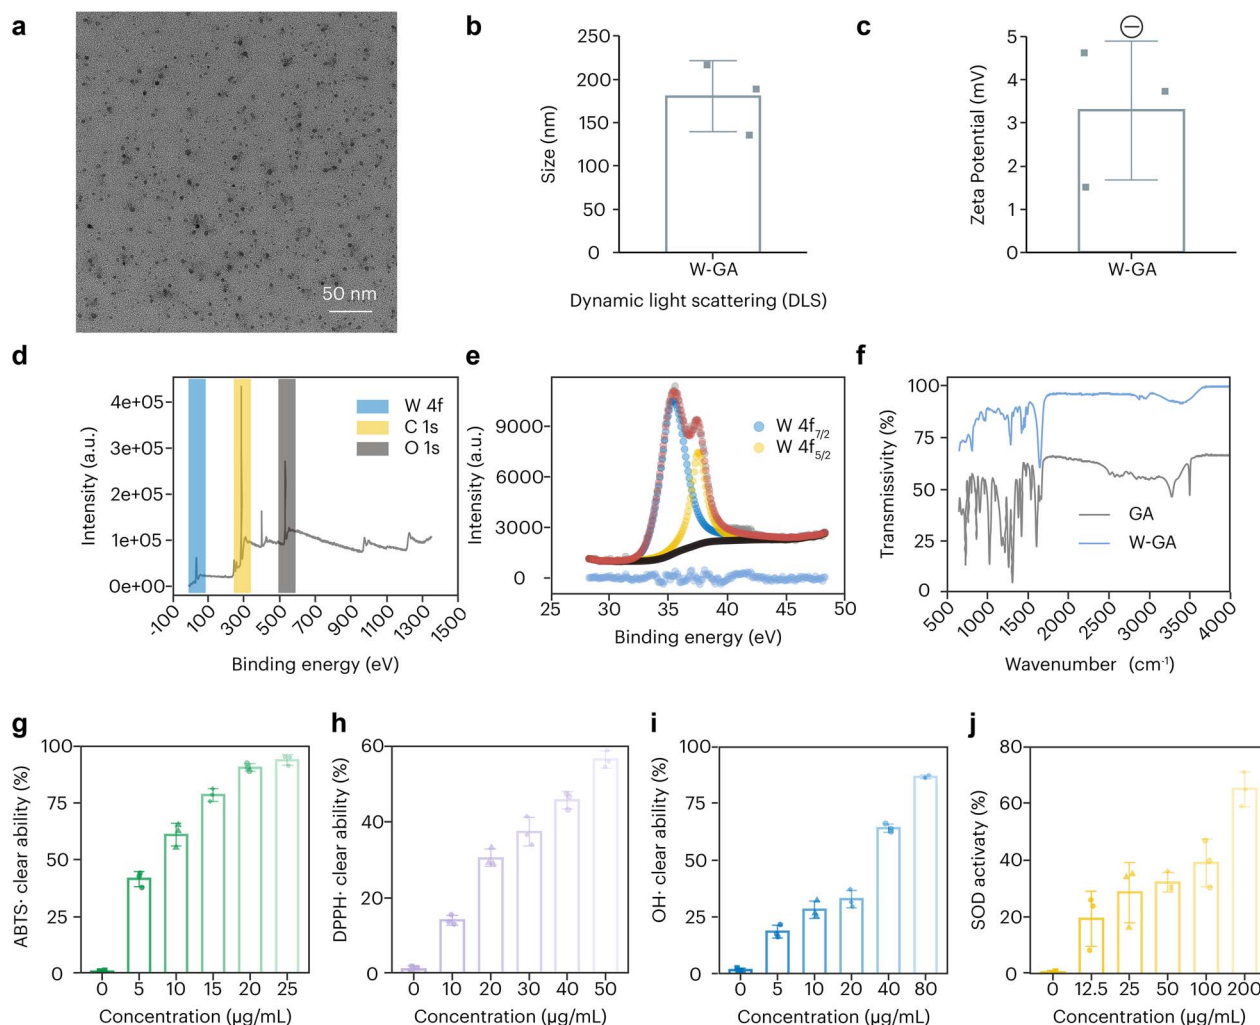 a
50 nm
b
Size (nm)
250
200
150
100
50
0
W-GA
Dynamic light scattering (DLS)
c
Zeta Potential (mV)
5
4
3
2
1
0
W-GA
d
Intensity (a.u.)
4e+05
3e+05
2e+05
1e+05
0e+00
W 4f
C 1s
O 1s
-100 100 300 500 700 900 1100 1300 1500
Binding energy (eV)
e
Intensity (a.u.)
9000
6000
3000
0
W 4f7/2
W 4f5/2
25 30 35 40 45 50
Binding energy (eV)
f
Transmissivity (%)
100
75
50
25
0
GA
W-GA
500 1000 1500 2000 2500 3000 3500 4000
Wavenumber (cm-1)
g
ABTS· clear ability (%)
100
75
50
25
0
0 5 10 15 20 25
Concentration (µg/mL)
h
DPPH· clear ability (%)
60
40
20
0
0 10 20 30 40 50
Concentration (µg/mL)
i
OH· clear ability (%)
100
75
50
25
0
0 5 10 20 40 80
Concentration (µg/mL)
j
SOD activaty (%)
80
60
40
20
0
0 12.5 25 50 100 200
Concentration (µg/mL)